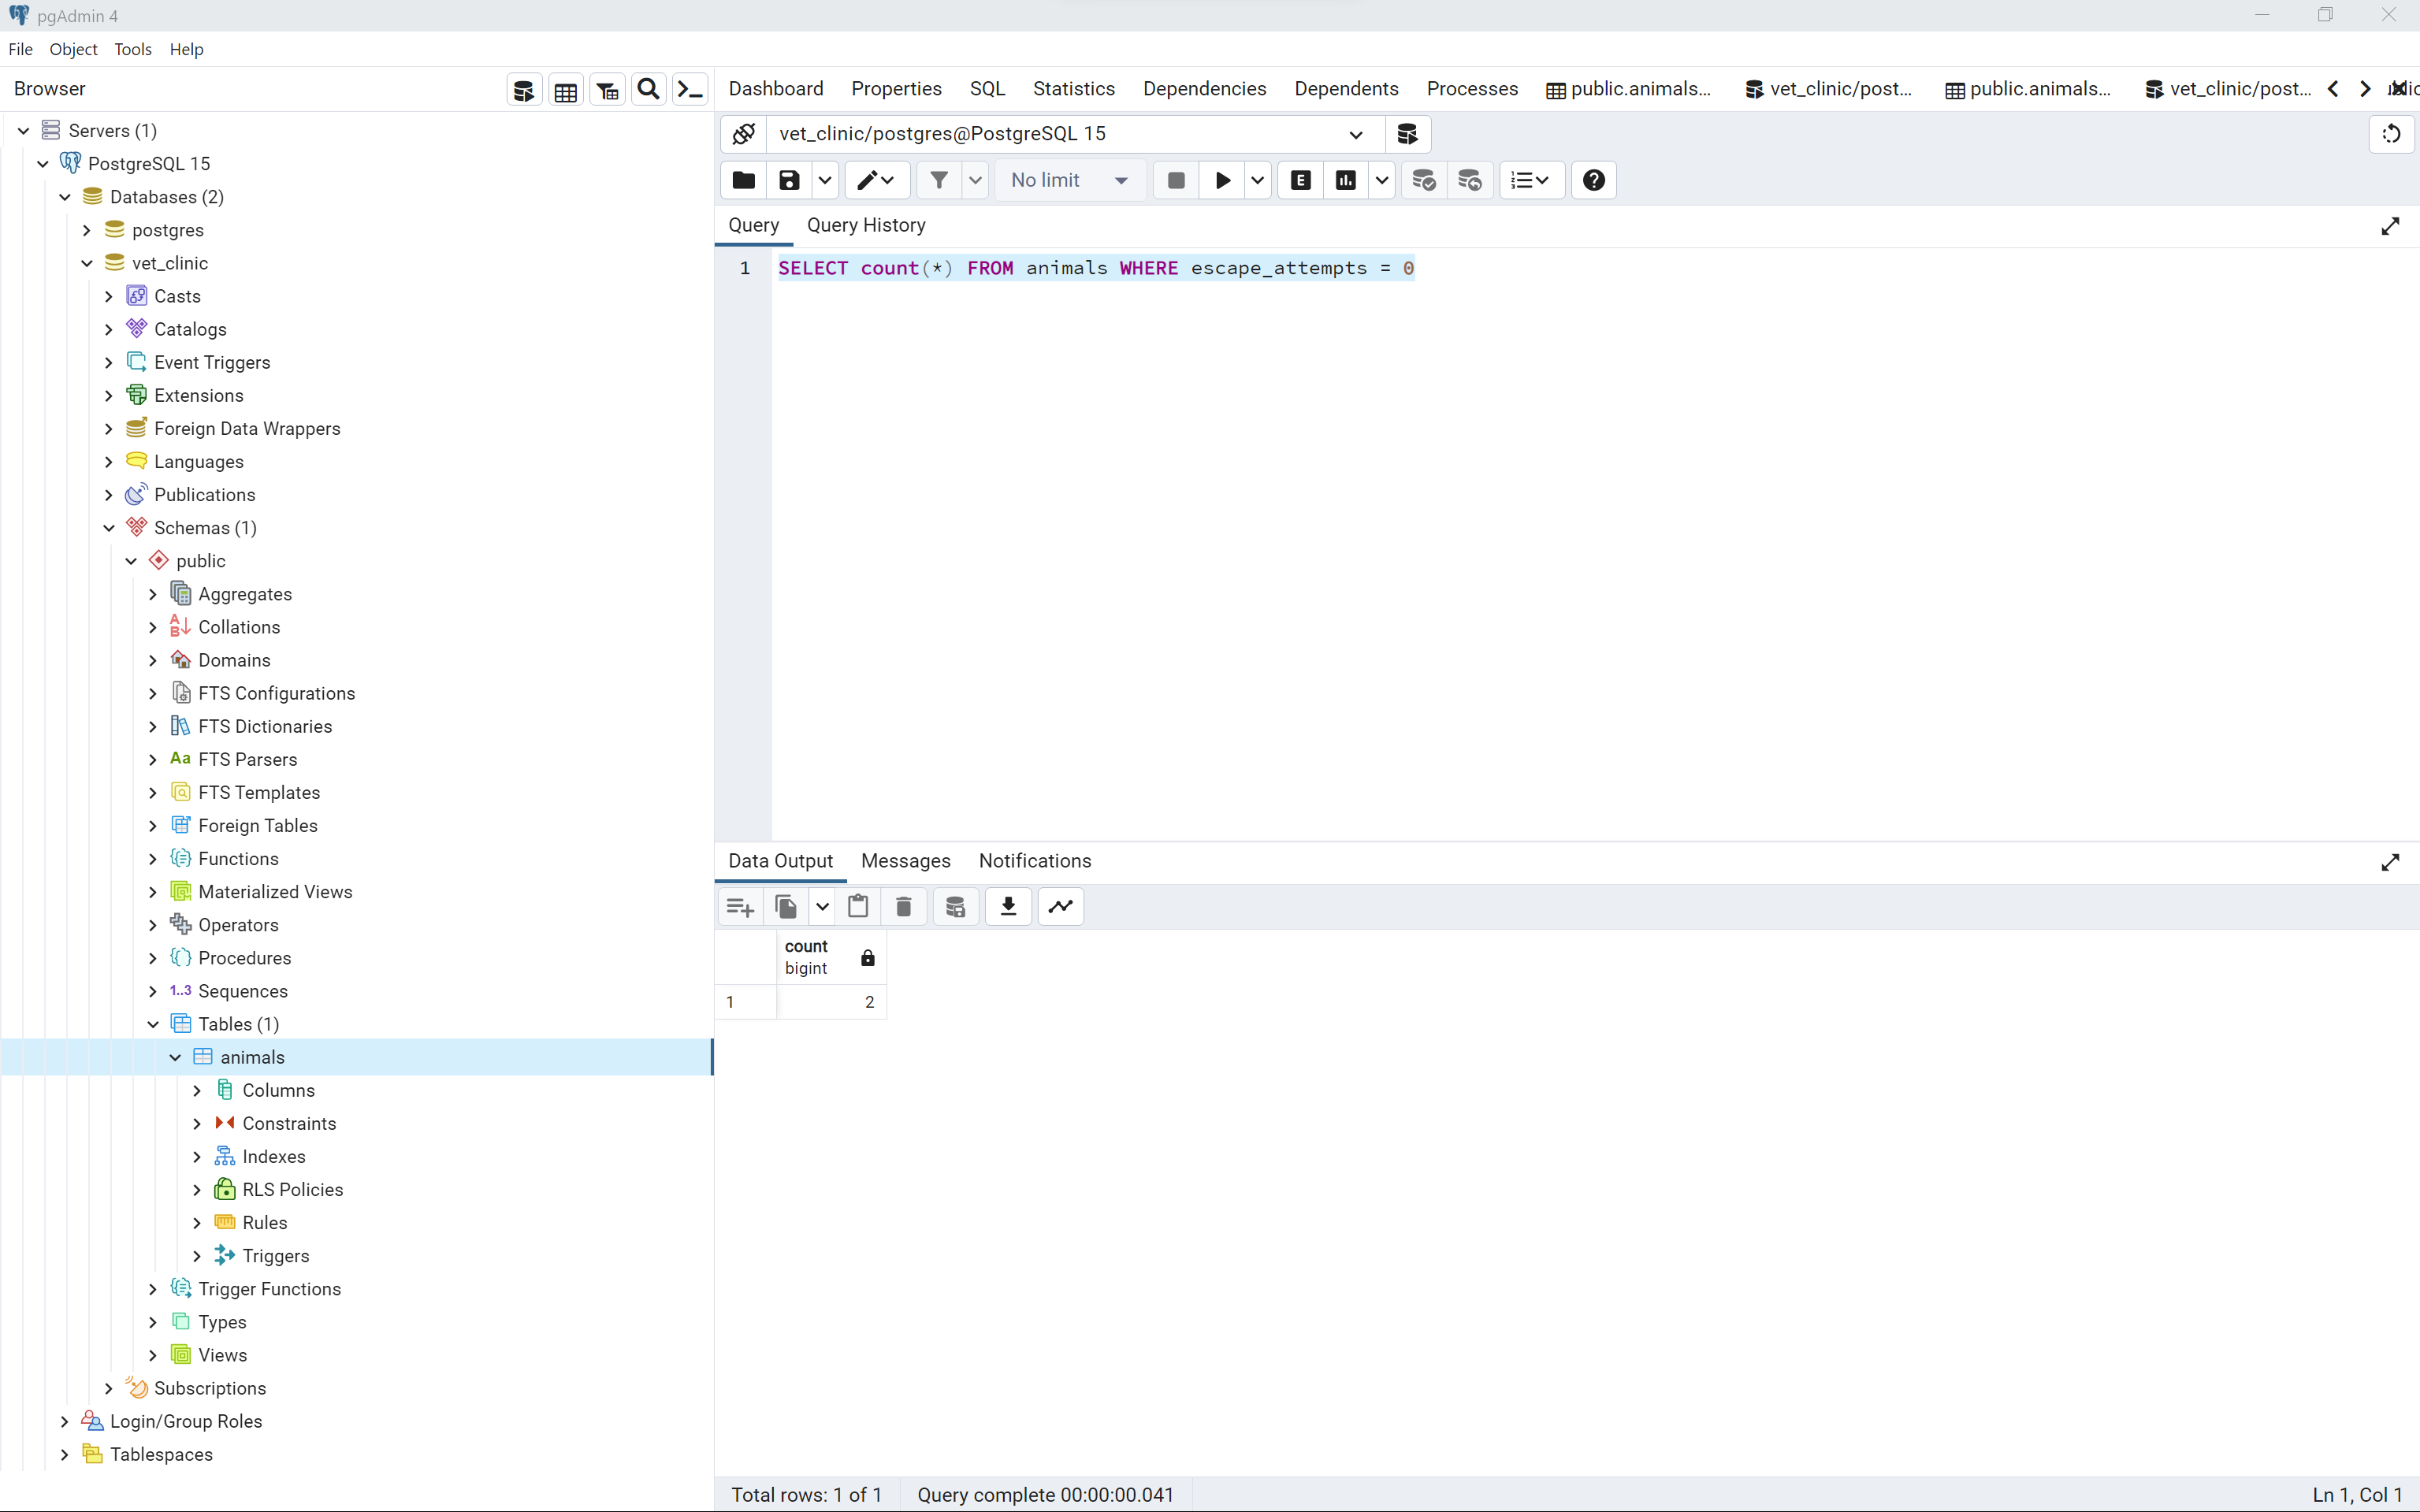 pgAdmin 4
File Object Tools Help
Browser
Dashboard Properties SQL Statistics Dependencies Dependents Processes public.animals... vet_clinic/post... public.animals... vet_clinic/post...
Servers (1)
PostgreSQL 15
Databases (2)
postgres
vet_clinic
Casts
Catalogs
Event Triggers
Extensions
Foreign Data Wrappers
Languages
Publications
Schemas (1)
public
Aggregates
Collations
Domains
FTS Configurations
FTS Dictionaries
Aa FTS Parsers
FTS Templates
Foreign Tables
Functions
Materialized Views
Operators
Procedures
1..3 Sequences
Tables (1)
animals
Columns
Constraints
Indexes
RLS Policies
Rules
Triggers
Trigger Functions
Types
Views
Subscriptions
Login/Group Roles
Tablespaces
vet_clinic/postgres@PostgreSQL 15
No limit
E
Query Query History
1 SELECT count(*) FROM animals WHERE escape_attempts = 0
Data Output Messages Notifications
count
bigint
1 2
Total rows: 1 of 1 Query complete 00:00:00.041 Ln 1, Col 1